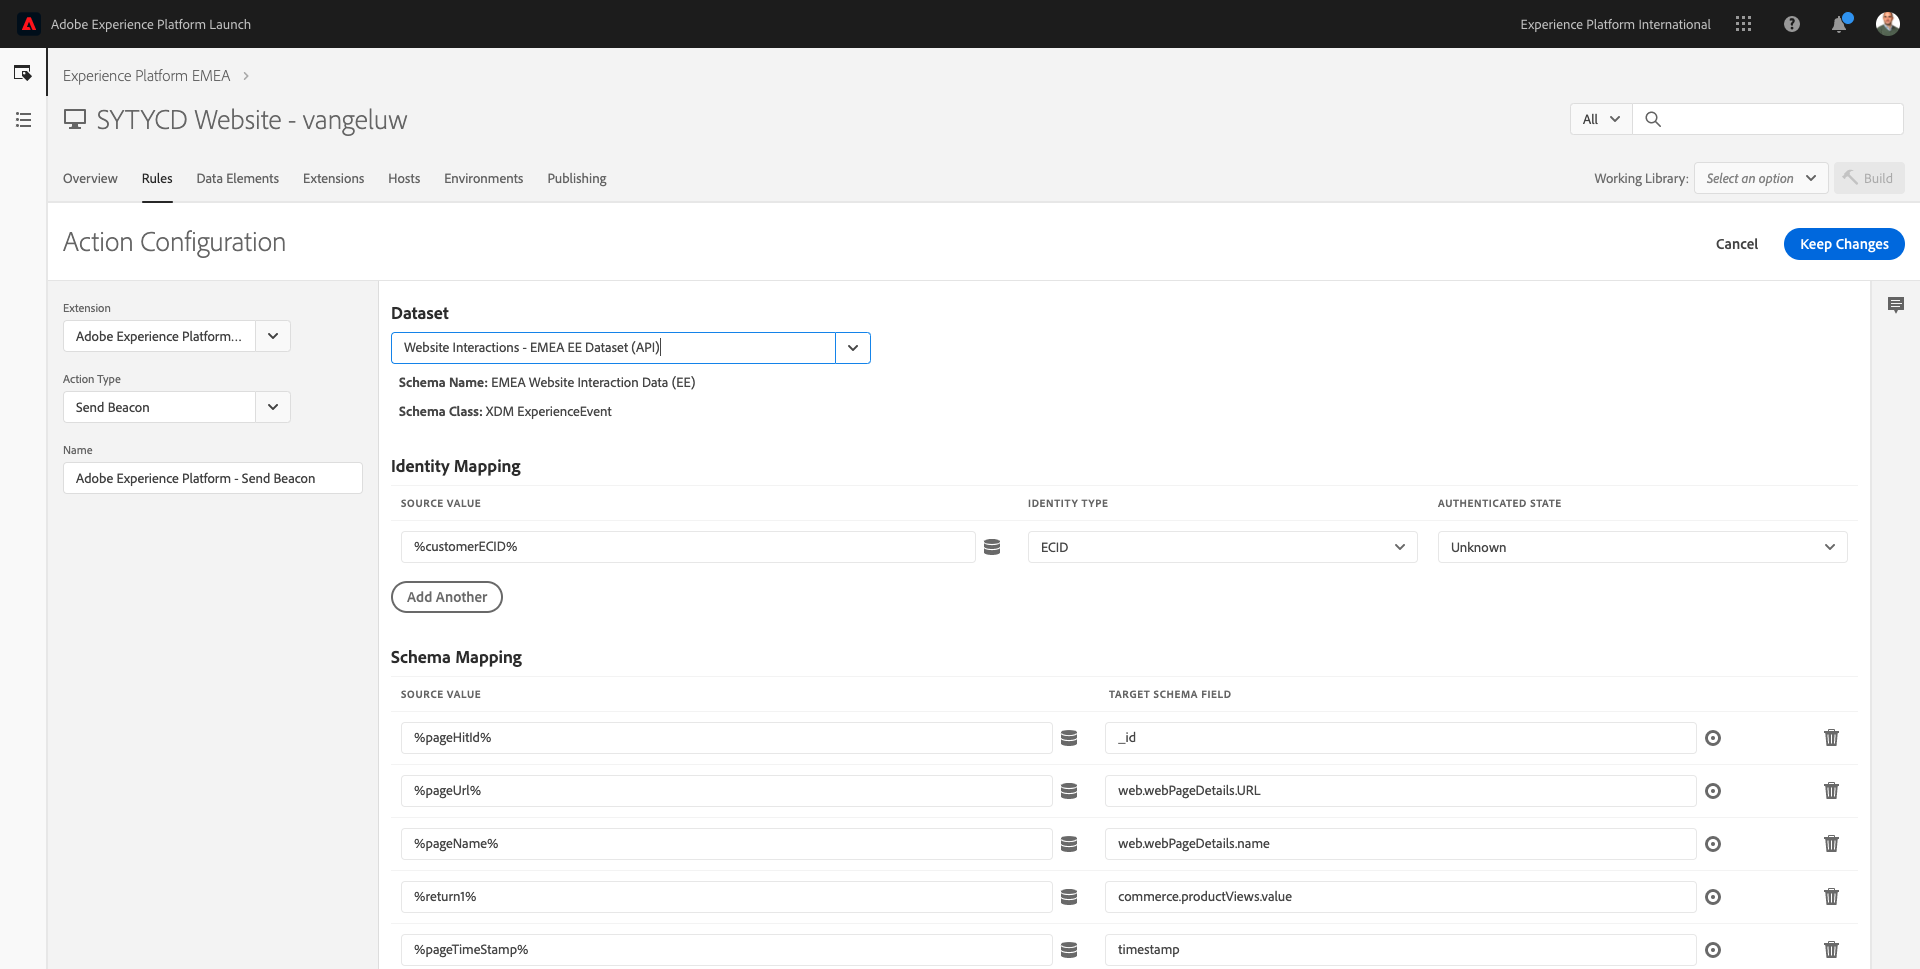 Adobe Experience Platform Launch
Experience Platform International
Experience Platform EMEA
SYTYCD Website - vangeluw
All
Overview Rules Data Elements Extensions Hosts Environments Publishing
Working Library: Select an option Build
Action Configuration
Cancel Keep Changes
Extension
Adobe Experience Platform...
Action Type
Send Beacon
Name
Adobe Experience Platform - Send Beacon
Dataset
Website Interactions - EMEA EE Dataset (API)
Schema Name: EMEA Website Interaction Data (EE)
Schema Class: XDM ExperienceEvent
Identity Mapping
SOURCE VALUE IDENTITY TYPE AUTHENTICATED STATE
%customerECID% ECID Unknown
Add Another
Schema Mapping
SOURCE VALUE TARGET SCHEMA FIELD
%pageHitId% _id
%pageUrl% web.webPageDetails.URL
%pageName% web.webPageDetails.name
%return1% commerce.productViews.value
%pageTimeStamp% timestamp